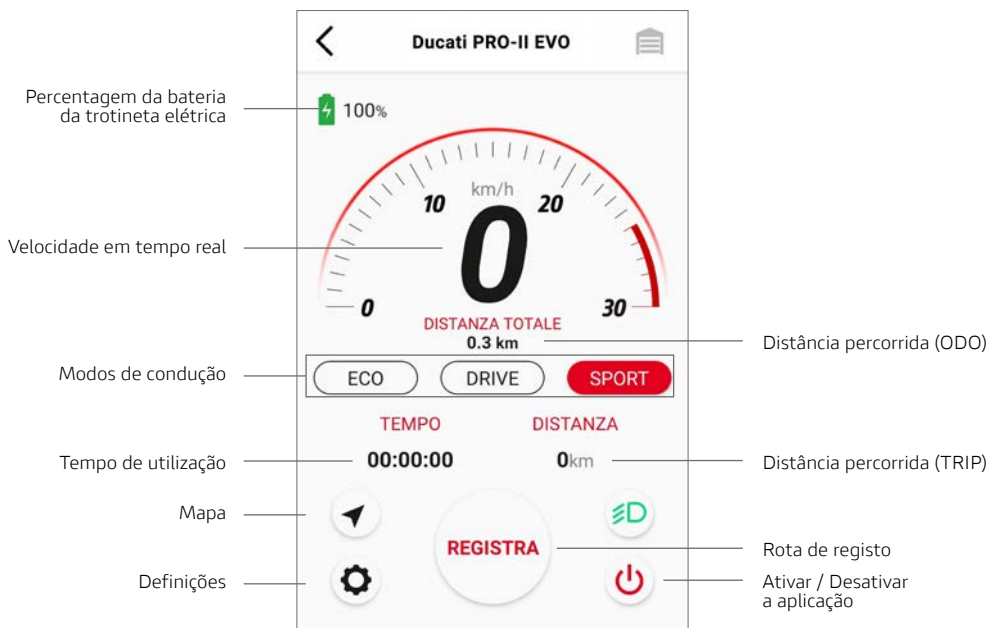 Ducati PRO-II EVO
Percentagem da bateria
da trotineta elétrica
100%
km/h
10
20
Velocidade em tempo real
0
0
30
DISTANZA TOTALE
0.3 km
Distância percorrida (ODO)
Modos de condução
ECO
DRIVE
SPORT
TEMPO
DISTANZA
Tempo de utilização
00:00:00
0km
Distância percorrida (TRIP)
Mapa
REGISTRA
Rota de registo
Definições
Ativar / Desativar
a aplicação